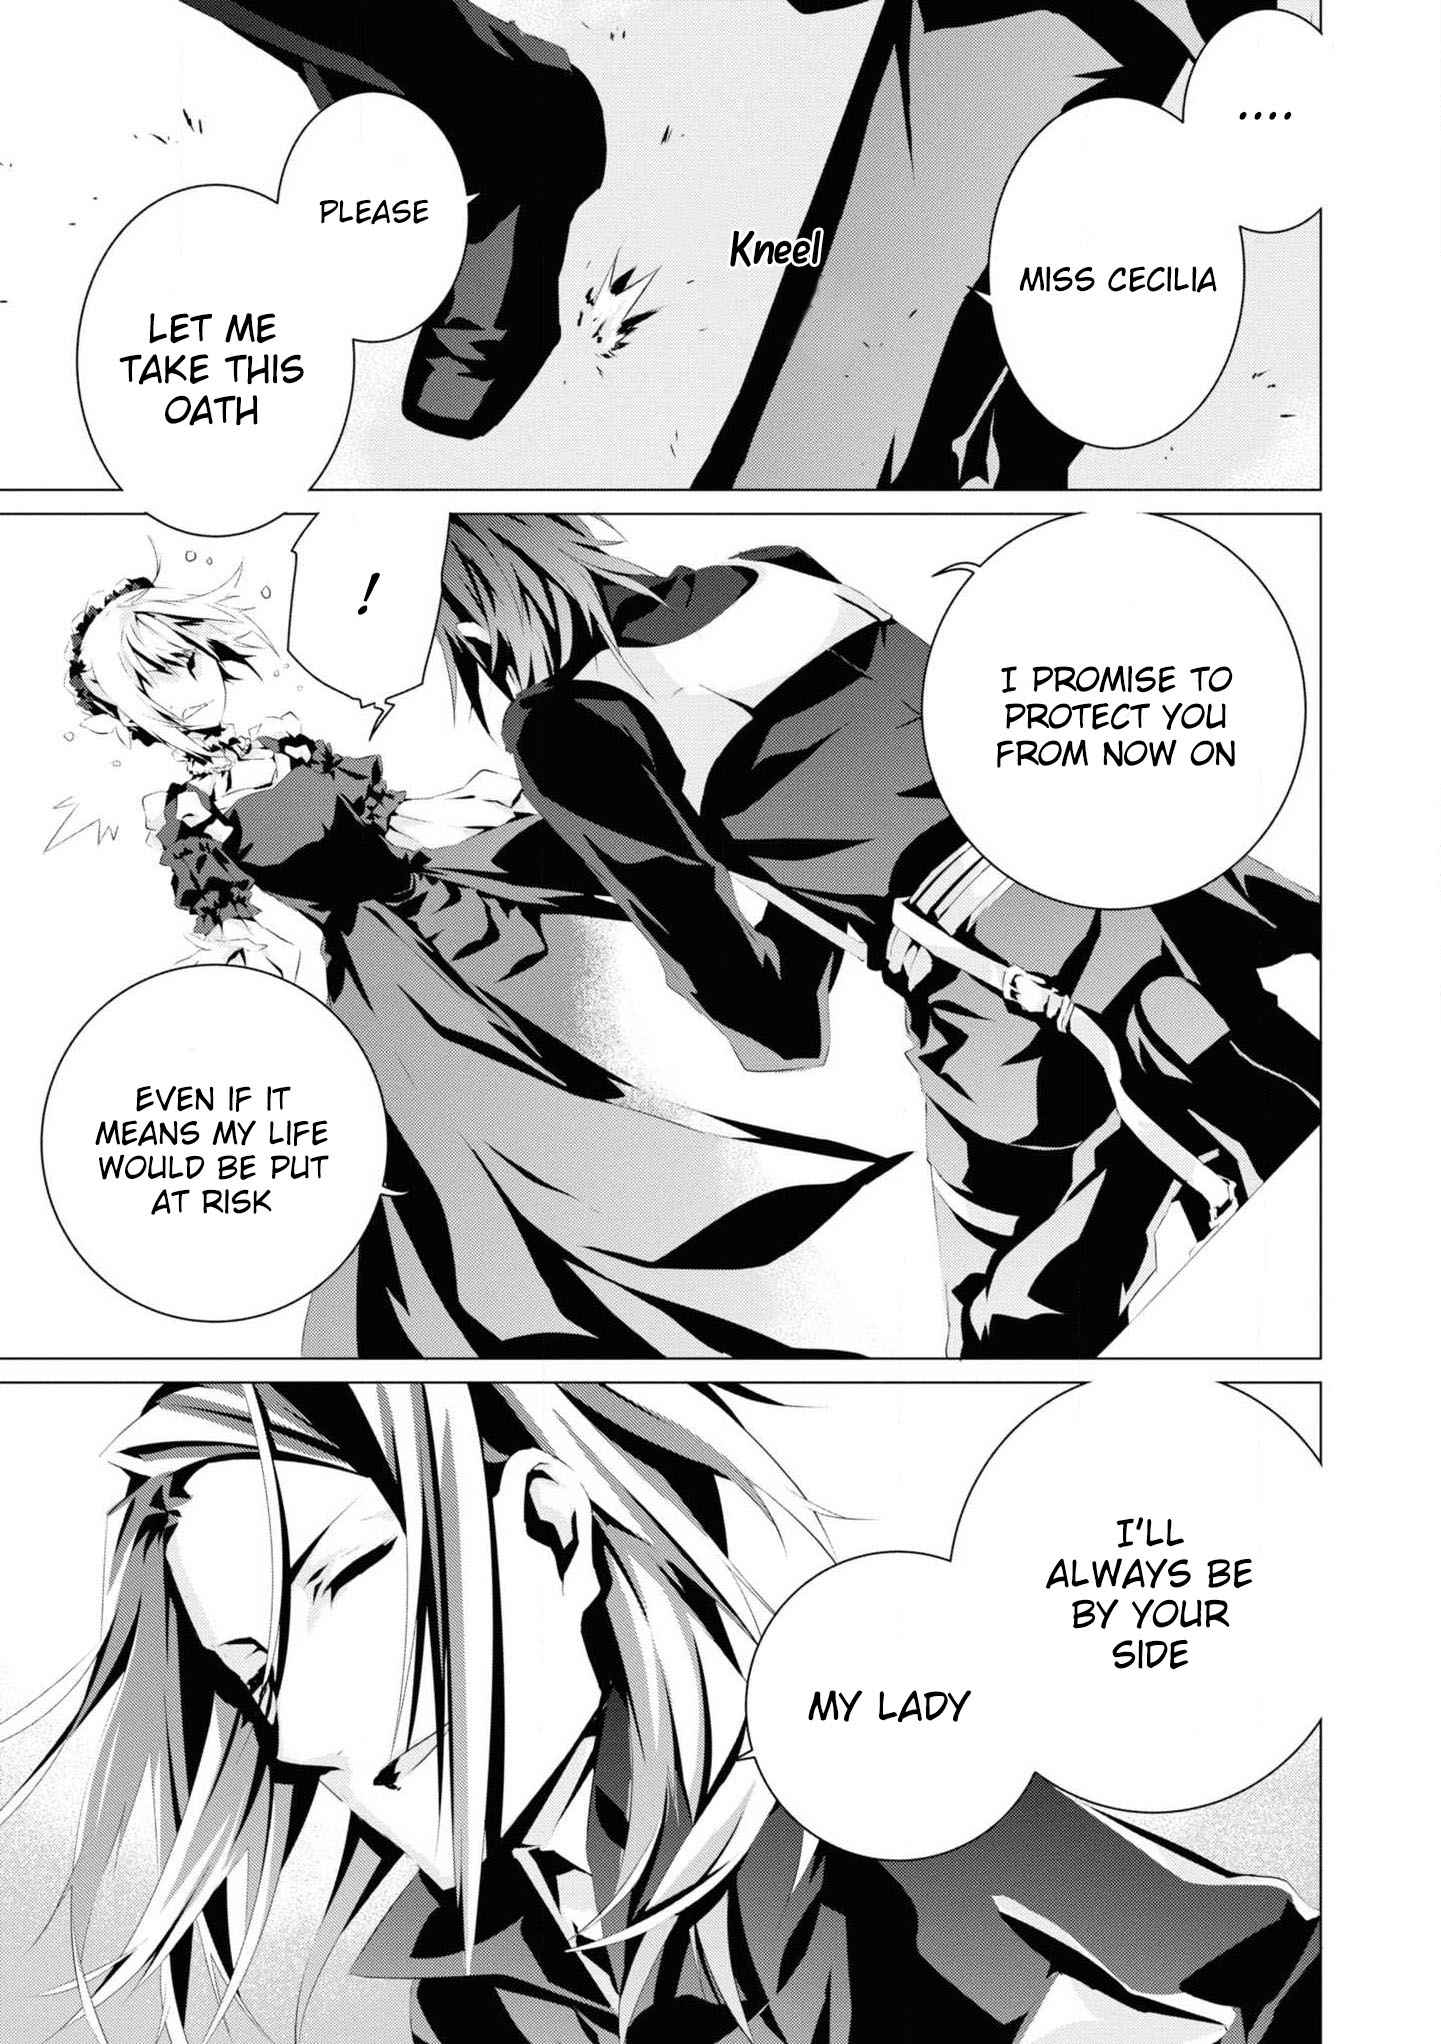 ....
MISS CECILIA
Kneel
PLEASE
LET ME
TAKE THIS
OATH
I PROMISE TO
PROTECT YOU
FROM NOW ON
!
EVEN IF IT
MEANS MY LIFE
WOULD BE PUT
AT RISK
I'LL
ALWAYS BE
BY YOUR
SIDE
MY LADY